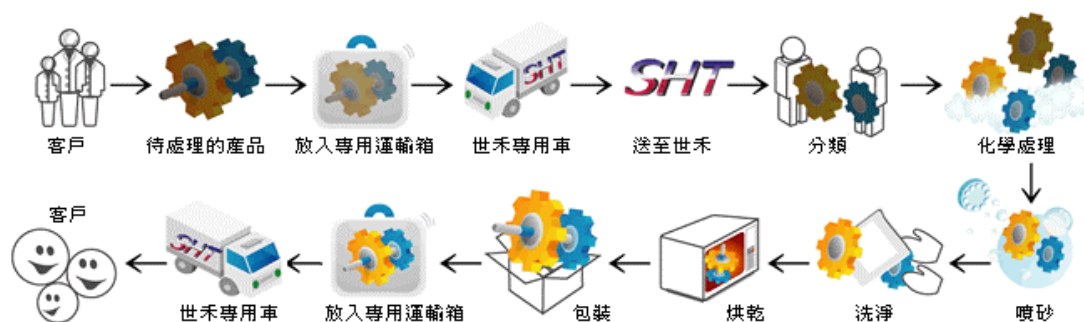 SHT
SHT
客戶
待處理的產品
放入專用運輸箱
世禾專用車
送至世禾
分類
化學處理
客戶
SHT
世禾專用車
放入專用運輸箱
包裝
烘乾
洗淨
噴砂